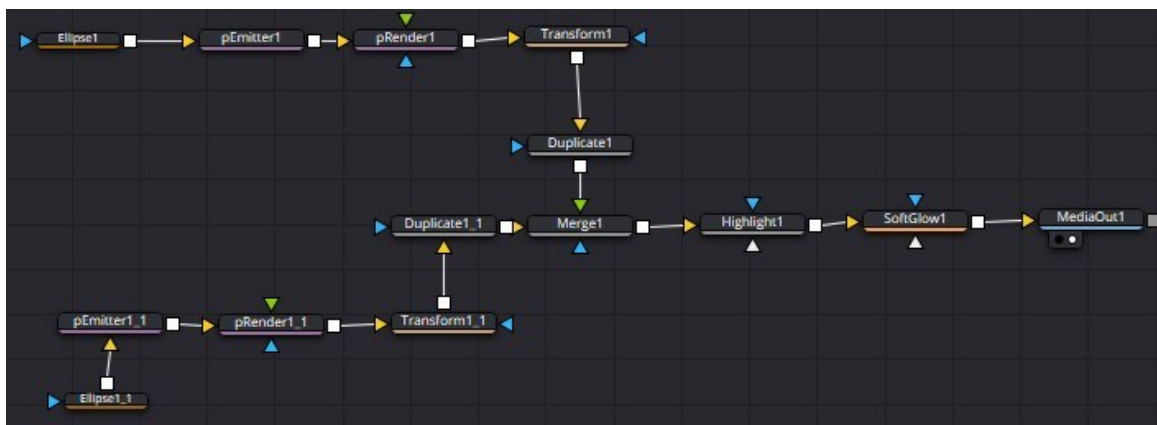 Ellipse1
pEmitter1
pRender1
Transform1
Duplicate1
Duplicate1_1
Merge1
Highlight1
SoftGlow1
MediaOut1
pEmitter1_1
pRender1_1
Transform1_1
Ellipse1_1